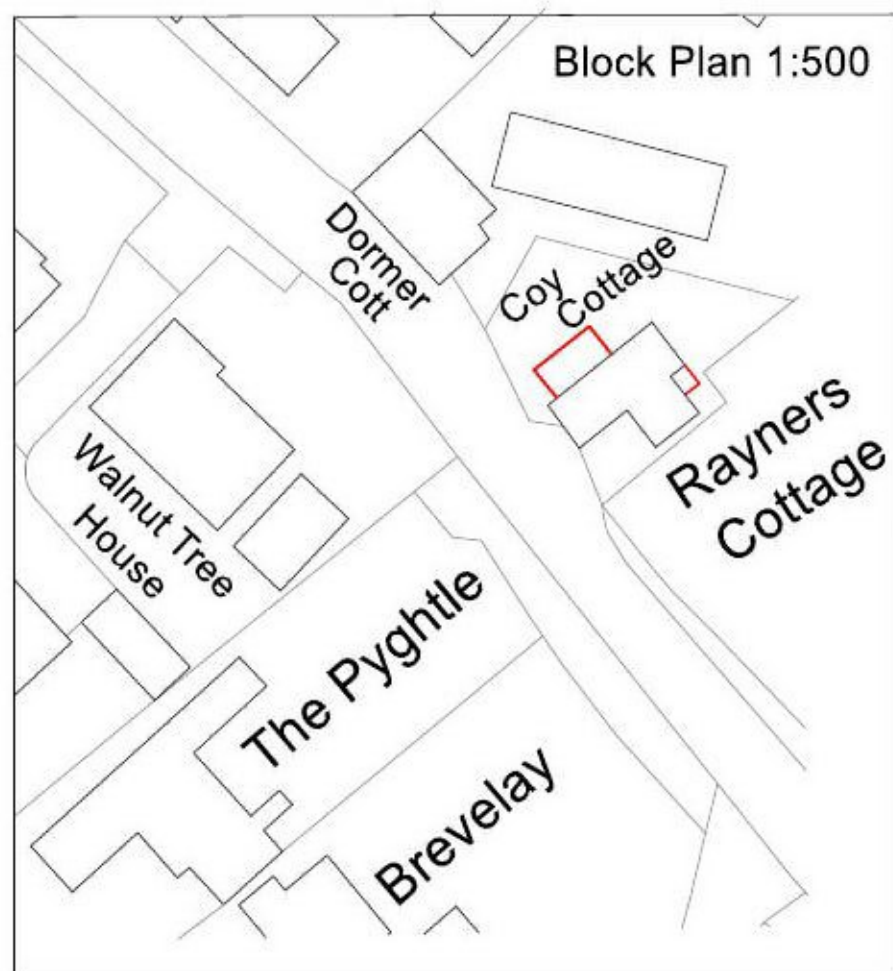 Block Plan 1:500
Dormer
Cott
Coy
Cottage
Rayners
Cottage
Walnut Tree
House
The Pyghtle
Brevelay